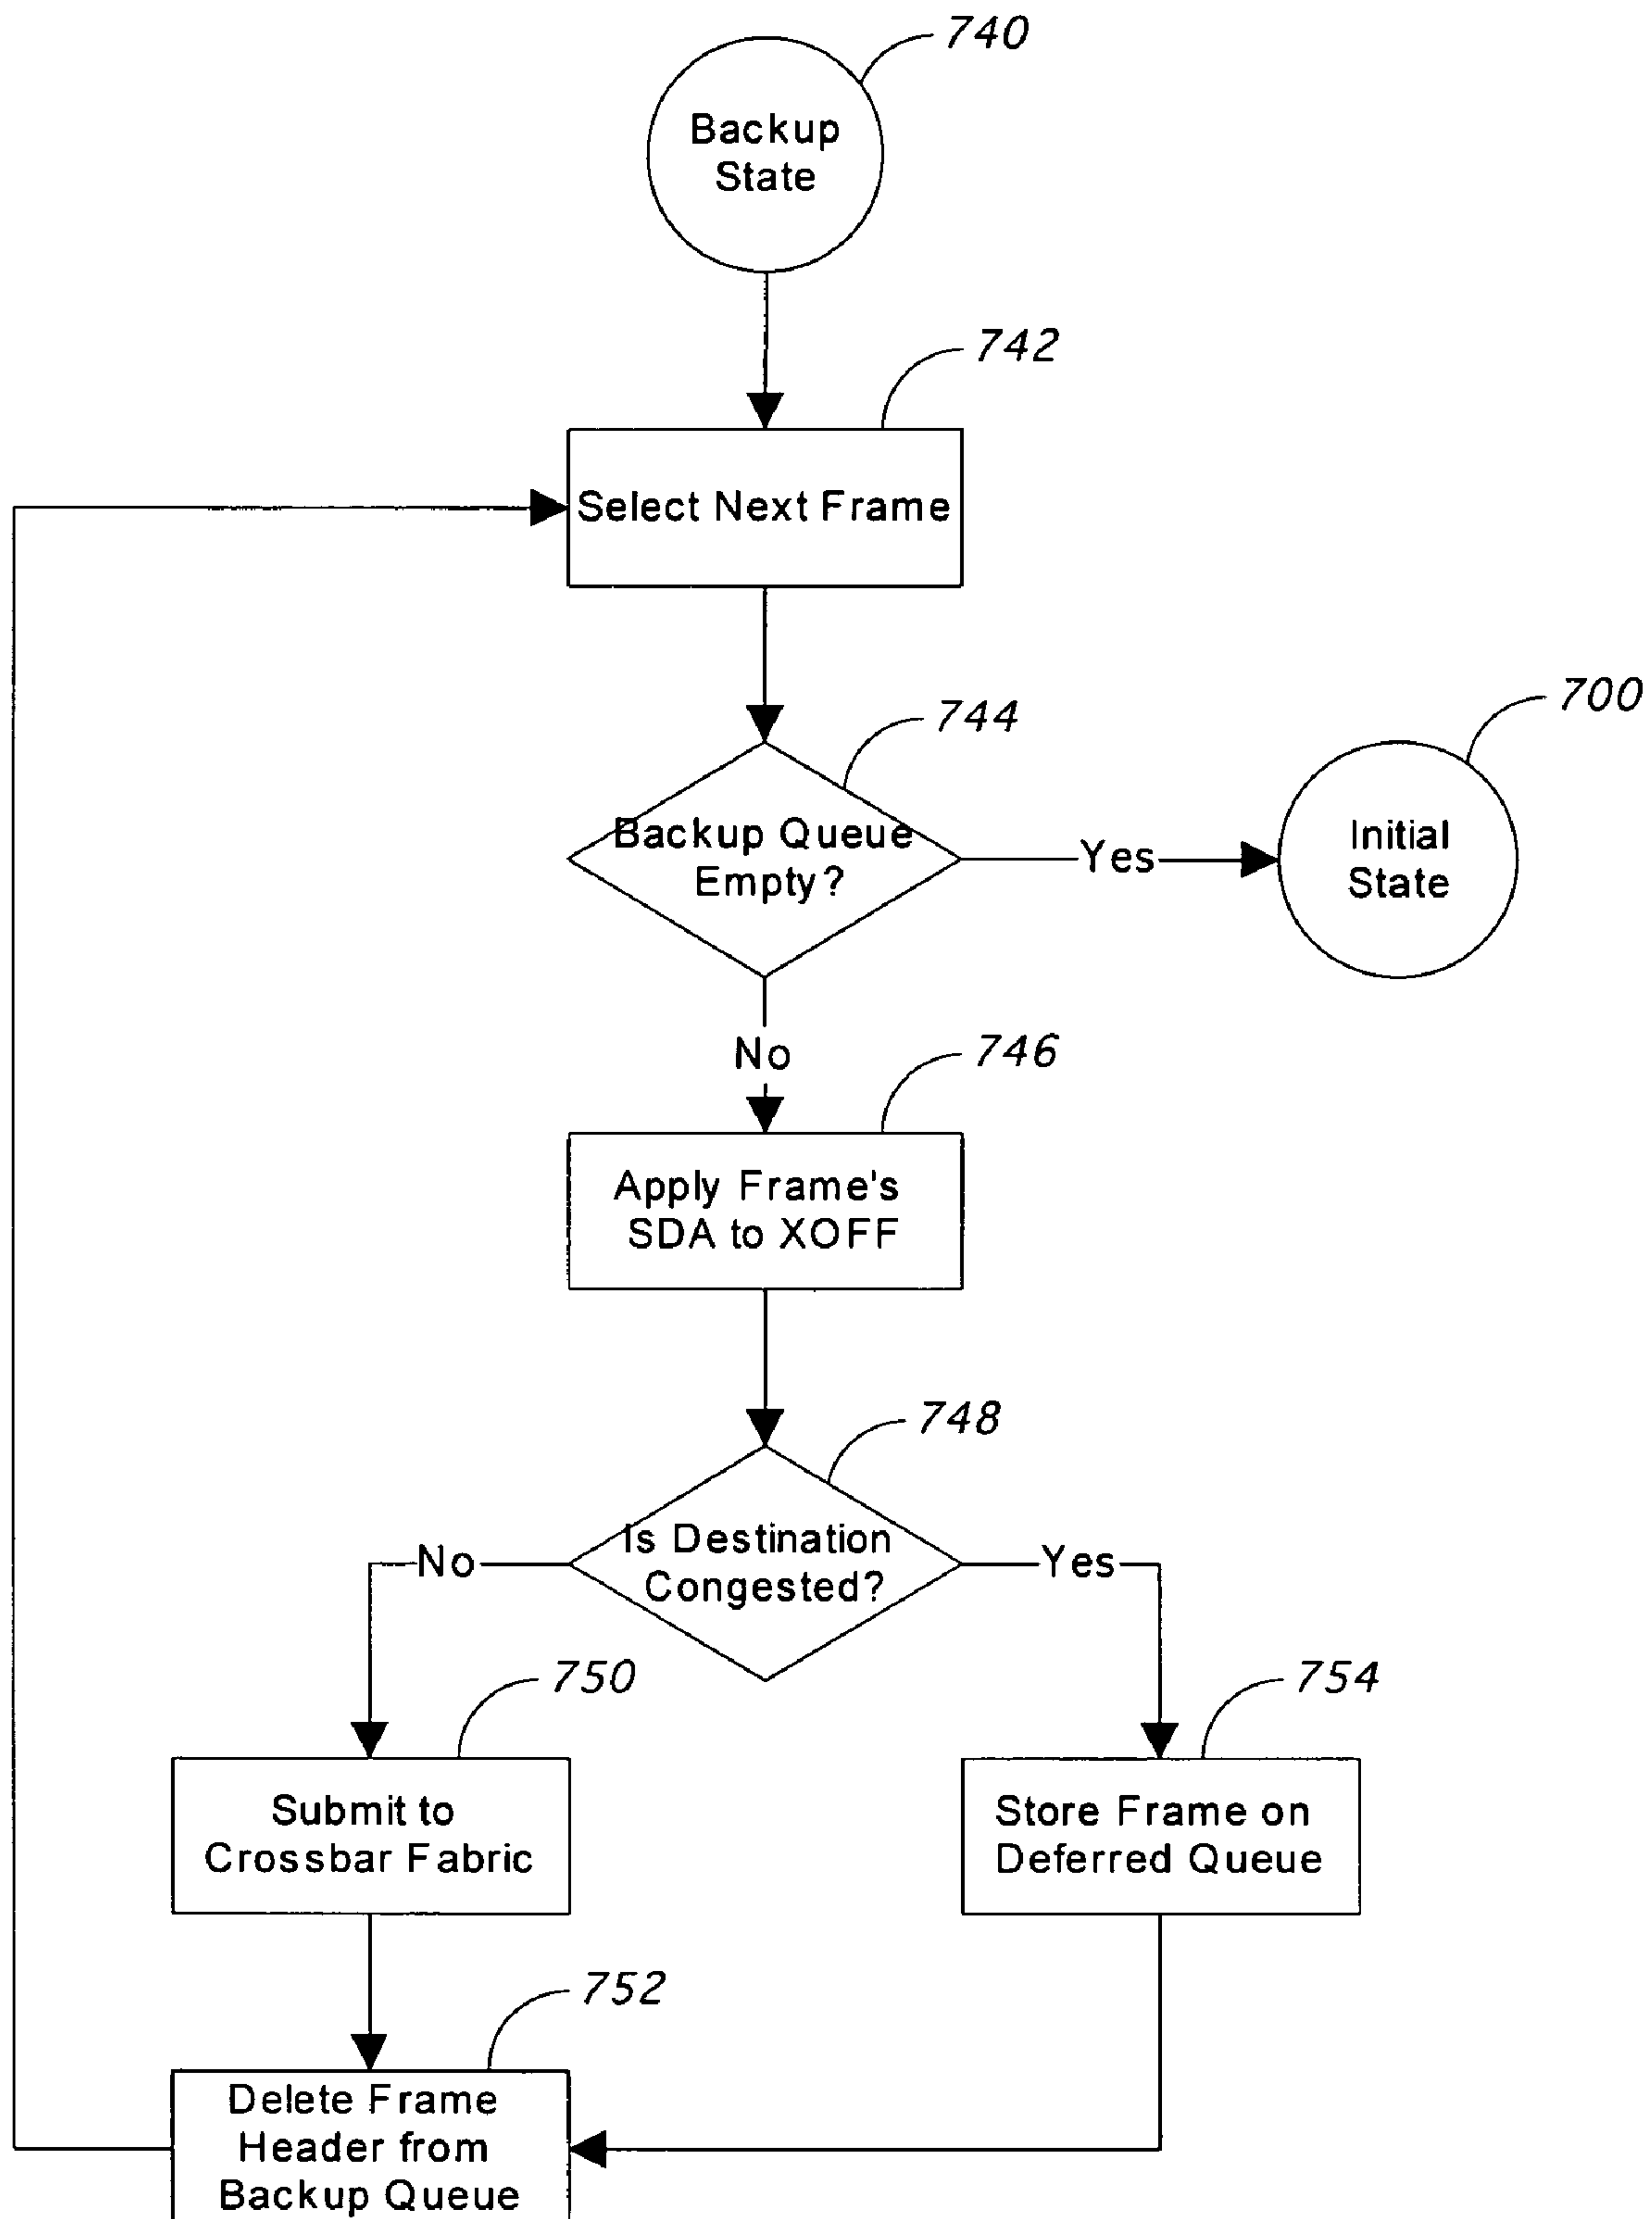 740
Backup
State
742
Select Next Frame
744
700
Backup Queue
Empty?
Yes
Initial
State
No
746
Apply Frame's
SDA to XOFF
748
Is Destination
Congested?
No
Yes
750
754
Submit to
Crossbar Fabric
Store Frame on
Deferred Queue
752
Delete Frame
Header from
Backup Queue